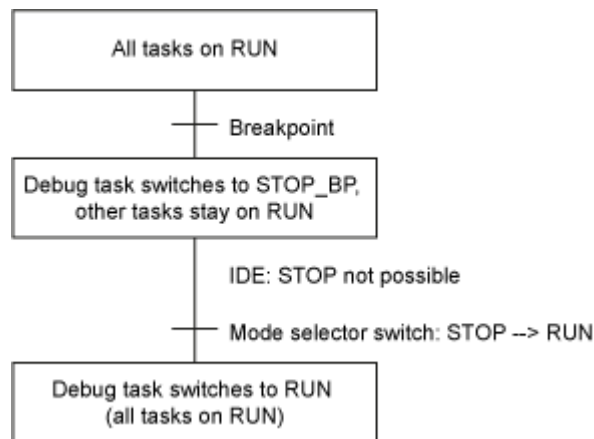 All tasks on RUN
Breakpoint
Debug task switches to STOP_BP,
other tasks stay on RUN
IDE: STOP not possible
Mode selector switch: STOP --> RUN
Debug task switches to RUN
(all tasks on RUN)